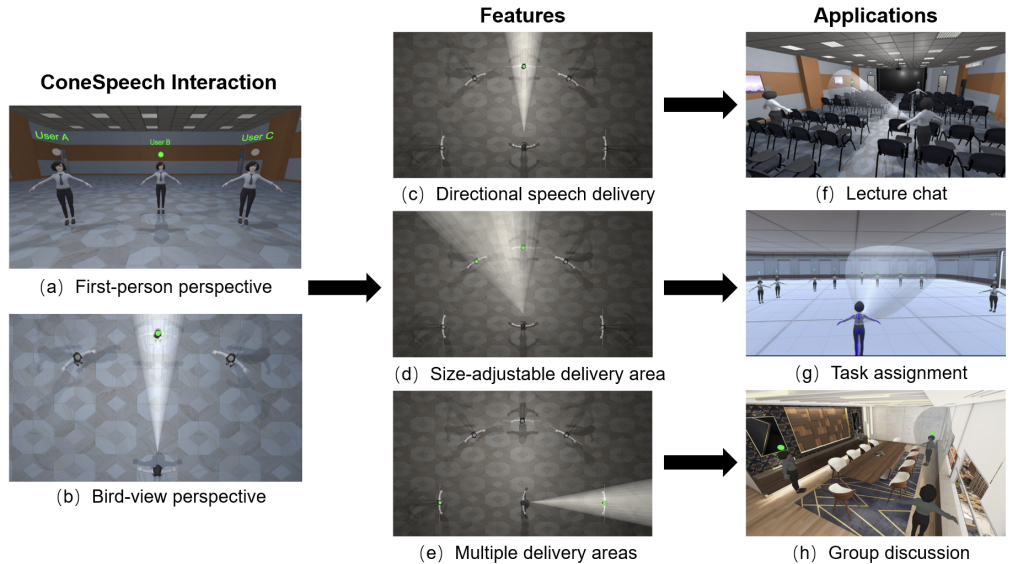 ConeSpeech Interaction
User A
User B
User C
(a) First-person perspective
(b) Bird-view perspective
Features
(c) Directional speech delivery
(d) Size-adjustable delivery area
(e) Multiple delivery areas
Applications
(f) Lecture chat
(g) Task assignment
(h) Group discussion